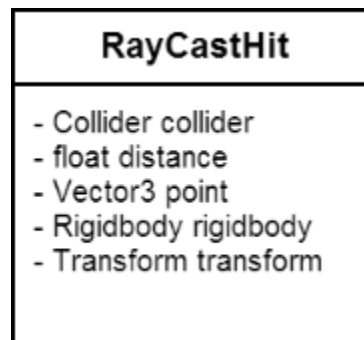 RayCastHit
- Collider collider
- float distance
- Vector3 point
- Rigidbody rigidbody
- Transform transform